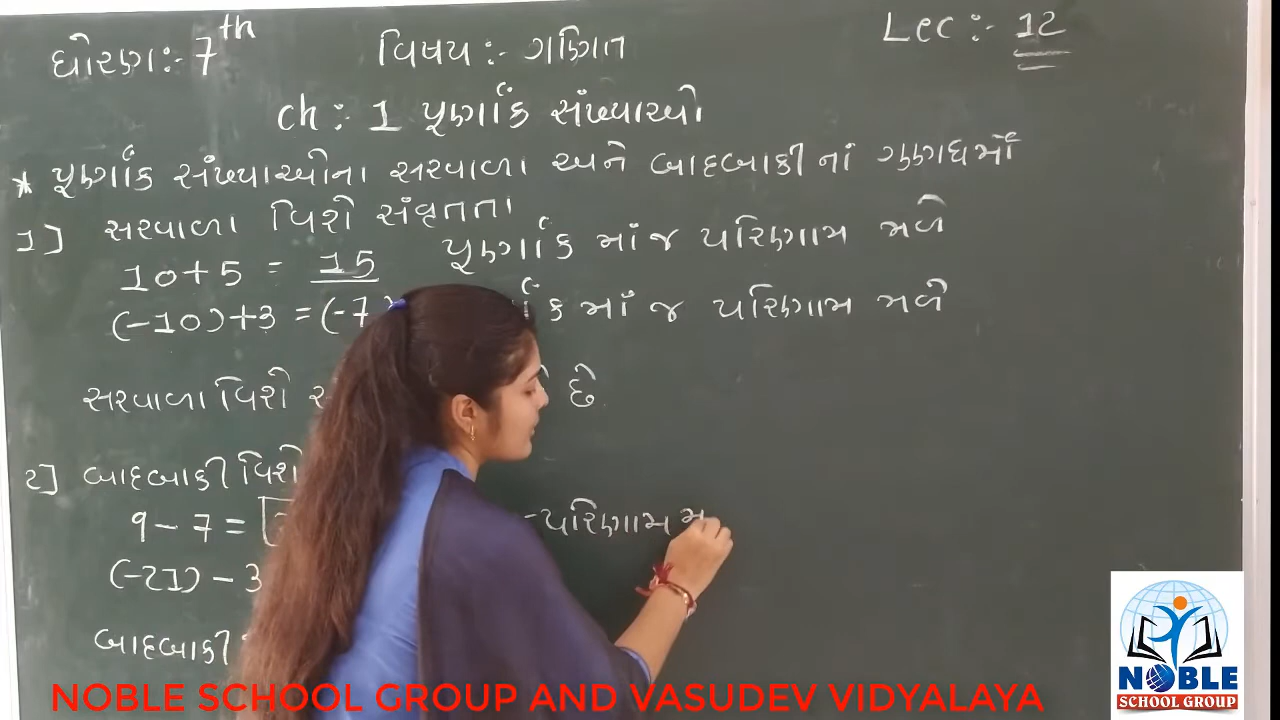 ધોરણ:- 7th વિષય:- ગણિત Lec:- 12
ch: 1 પૂર્ણાંક સંખ્યાઓ
* પૂર્ણાંક સંખ્યાઓના સરવાળા અને બાદબાકીનાં ગુણધર્મો
1] સરવાળા વિશે સંવૃતતા
10+5 = 15 પૂર્ણાંક માં જ પરિણામ મળે
(-10)+3 = (-7) માં જ પરિણામ મળે
સરવાળા વિશે છે
2] બાદબાકી વિશે
9-7= પરિણામ
(-21)-3
બાદબાકી
NOBLE SCHOOL GROUP AND VASUDEV VIDYALAYA
NOBLE
SCHOOL GROUP